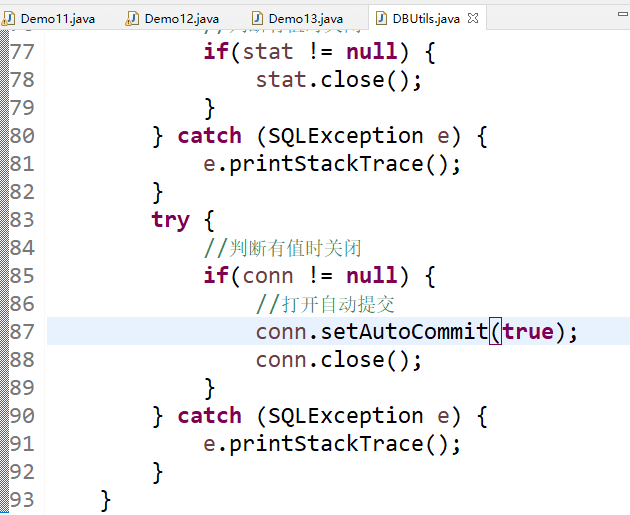 Demo11.java Demo12.java Demo13.java DBUtils.java
77 if(stat != null) {
78 stat.close();
79 }
80 } catch (SQLException e) {
81 e.printStackTrace();
82 }
83 try {
84 //判断有值时关闭
85 if(conn != null) {
86 //打开自动提交
87 conn.setAutoCommit(true);
88 conn.close();
89 }
90 } catch (SQLException e) {
91 e.printStackTrace();
92 }
93 }